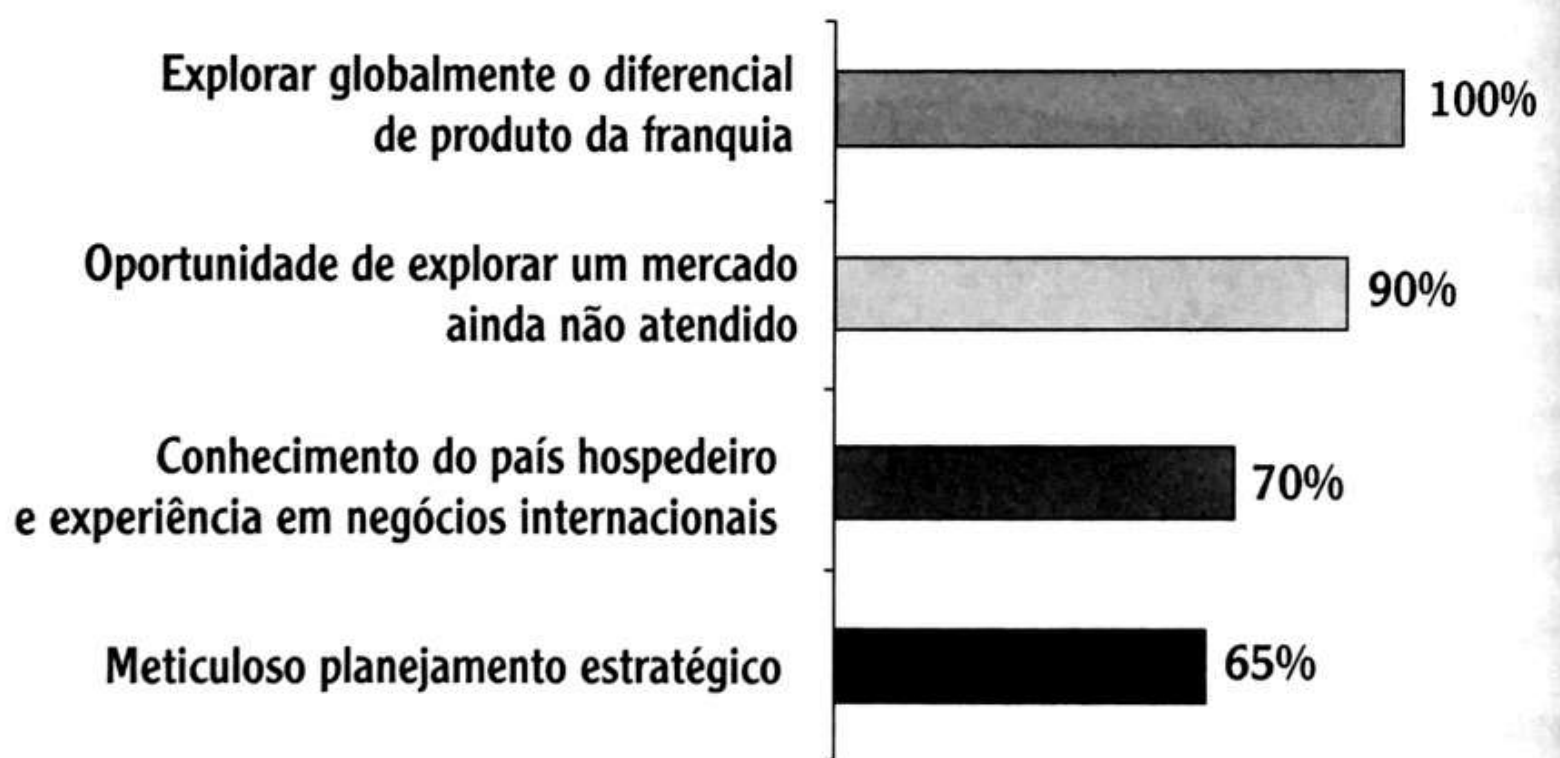 Explorar globalmente o diferencial
de produto da franquia
100%
Oportunidade de explorar um mercado
ainda não atendido
90%
Conhecimento do país hospedeiro
e experiência em negócios internacionais
70%
Meticuloso planejamento estratégico
65%